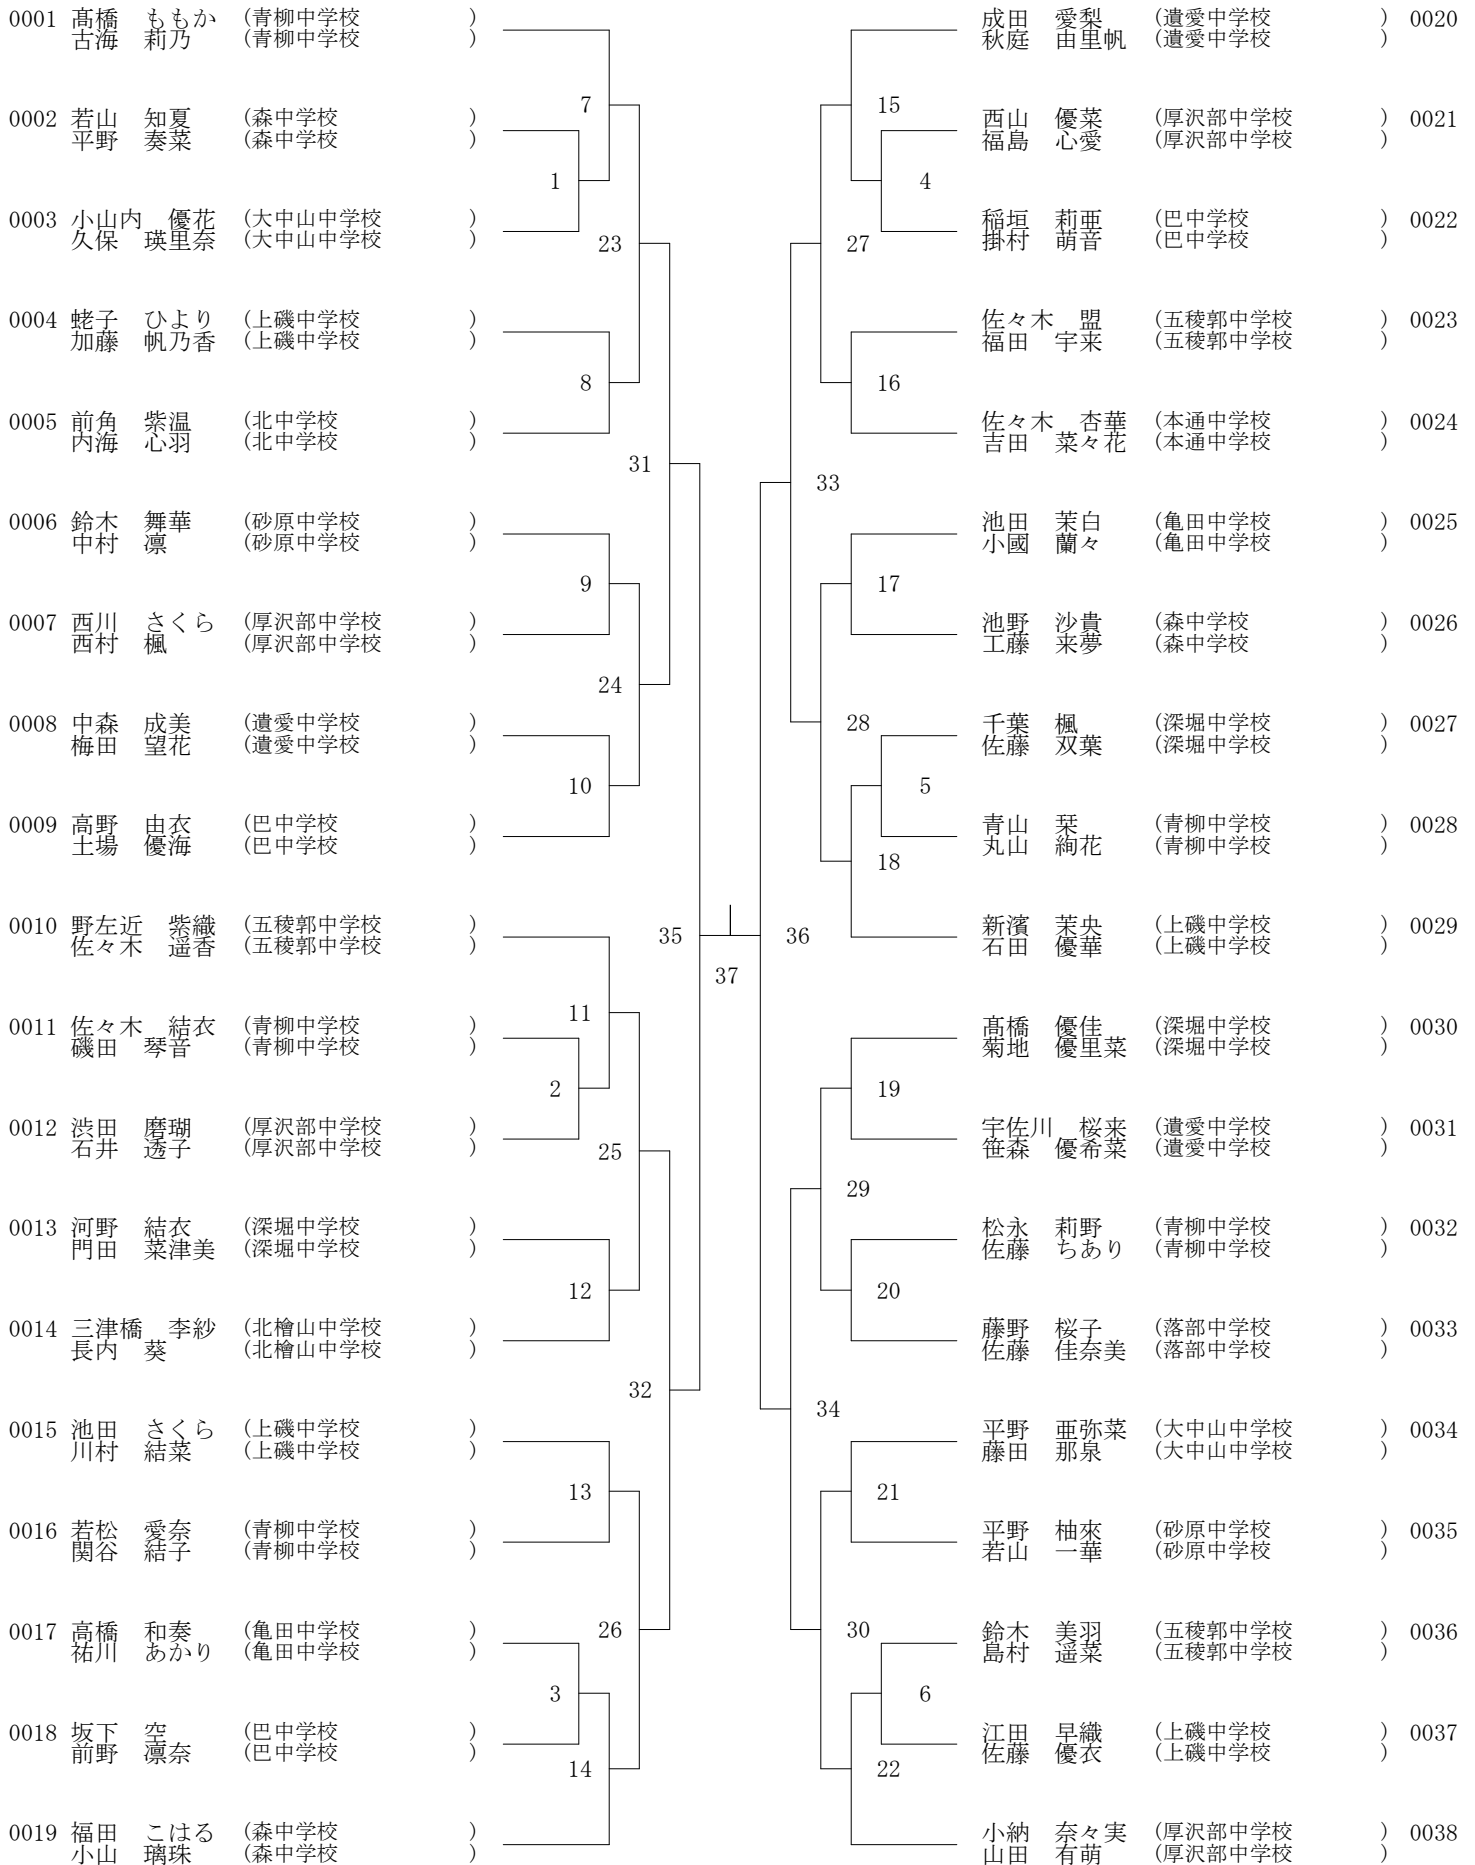 0001 髙橋　ももか (青柳中学校 )
古海　莉乃 (青柳中学校 )
7
0002 若山　知夏 (森中学校 )
平野　奏菜 (森中学校 )
1
0003 小山内　優花 (大中山中学校 )
久保　瑛里奈 (大中山中学校 )
23
0004 蛯子　ひより (上磯中学校 )
加藤　帆乃香 (上磯中学校 )
8
0005 前角　紫温 (北中学校 )
内海　心羽 (北中学校 )
31
0006 鈴木　舞華 (砂原中学校 )
中村　凛 (砂原中学校 )
9
0007 西川　さくら (厚沢部中学校 )
西村　楓 (厚沢部中学校 )
24
0008 中森　成美 (遺愛中学校 )
梅田　望花 (遺愛中学校 )
10
0009 高野　由衣 (巴中学校 )
土場　優海 (巴中学校 )
0010 野左近　紫織 (五稜郭中学校 )
佐々木　遥香 (五稜郭中学校 )
35
11
0011 佐々木　結衣 (青柳中学校 )
磯田　琴音 (青柳中学校 )
2
0012 渋田　磨瑚 (厚沢部中学校 )
石井　透子 (厚沢部中学校 )
25
0013 河野　結衣 (深堀中学校 )
門田　菜津美 (深堀中学校 )
12
0014 三津橋　李紗 (北檜山中学校 )
長内　葵 (北檜山中学校 )
32
0015 池田　さくら (上磯中学校 )
川村　結菜 (上磯中学校 )
13
0016 若松　愛奈 (青柳中学校 )
関谷　結子 (青柳中学校 )
26
0017 高橋　和奏 (亀田中学校 )
祐川　あかり (亀田中学校 )
3
0018 坂下　空 (巴中学校 )
前野　凛奈 (巴中学校 )
14
0019 福田　こはる (森中学校 )
小山　璃珠 (森中学校 )
37
成田　愛梨 (遺愛中学校 ) 0020
秋庭　由里帆 (遺愛中学校 )
15
西山　優菜 (厚沢部中学校 ) 0021
福島　心愛 (厚沢部中学校 )
4
稲垣　莉亜 (巴中学校 ) 0022
掛村　萌音 (巴中学校 )
27
佐々木　盟 (五稜郭中学校 ) 0023
福田　宇来 (五稜郭中学校 )
16
佐々木　杏華 (本通中学校 ) 0024
吉田　菜々花 (本通中学校 )
33
池田　茉白 (亀田中学校 ) 0025
小國　蘭々 (亀田中学校 )
17
池野　沙貴 (森中学校 ) 0026
工藤　来夢 (森中学校 )
28
千葉　楓 (深堀中学校 ) 0027
佐藤　双葉 (深堀中学校 )
5
青山　栞 (青柳中学校 ) 0028
丸山　絢花 (青柳中学校 )
18
新濱　茉央 (上磯中学校 ) 0029
石田　優華 (上磯中学校 )
36
髙橋　優佳 (深堀中学校 ) 0030
菊地　優里菜 (深堀中学校 )
19
宇佐川　桜来 (遺愛中学校 ) 0031
笹森　優希菜 (遺愛中学校 )
29
松永　莉野 (青柳中学校 ) 0032
佐藤　ちあり (青柳中学校 )
20
藤野　桜子 (落部中学校 ) 0033
佐藤　佳奈美 (落部中学校 )
34
平野　亜弥菜 (大中山中学校 ) 0034
藤田　那泉 (大中山中学校 )
21
平野　柚來 (砂原中学校 ) 0035
若山　一華 (砂原中学校 )
30
鈴木　美羽 (五稜郭中学校 ) 0036
島村　遥菜 (五稜郭中学校 )
6
江田　早織 (上磯中学校 ) 0037
佐藤　優衣 (上磯中学校 )
22
小納　奈々実 (厚沢部中学校 ) 0038
山田　有萌 (厚沢部中学校 )